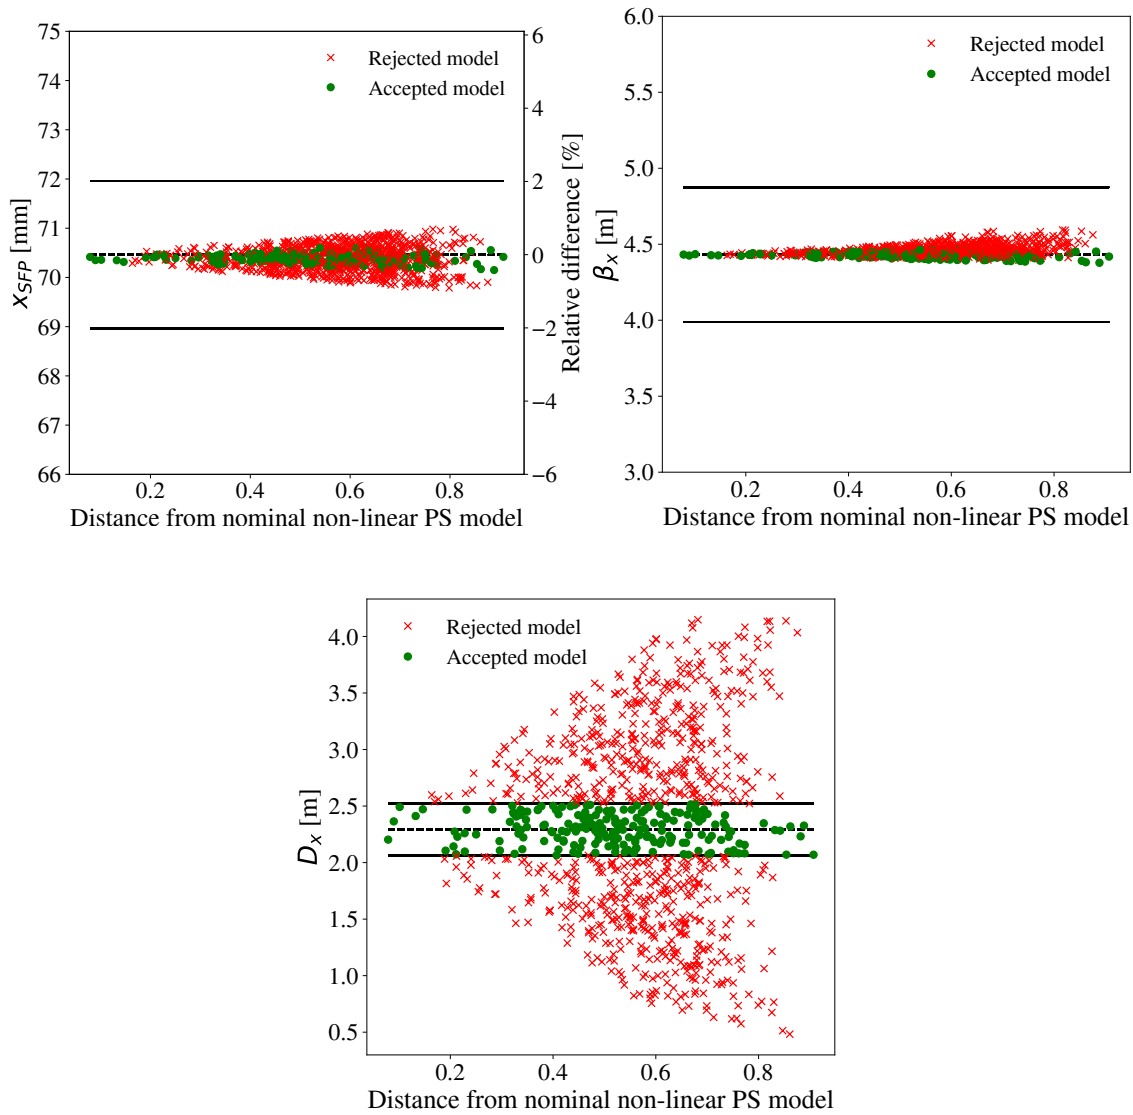 75
74
73
72
71
70
69
68
67
66
x_SFP [mm]
Rejected model
Accepted model
6
4
2
0
−2
−4
−6
Relative difference [%]
0.2 0.4 0.6 0.8
Distance from nominal non-linear PS model
6.0
5.5
5.0
4.5
4.0
3.5
3.0
β_x [m]
Rejected model
Accepted model
0.2 0.4 0.6 0.8
Distance from nominal non-linear PS model
4.0
3.5
3.0
2.5
2.0
1.5
1.0
0.5
D_x [m]
Rejected model
Accepted model
0.2 0.4 0.6 0.8
Distance from nominal non-linear PS model